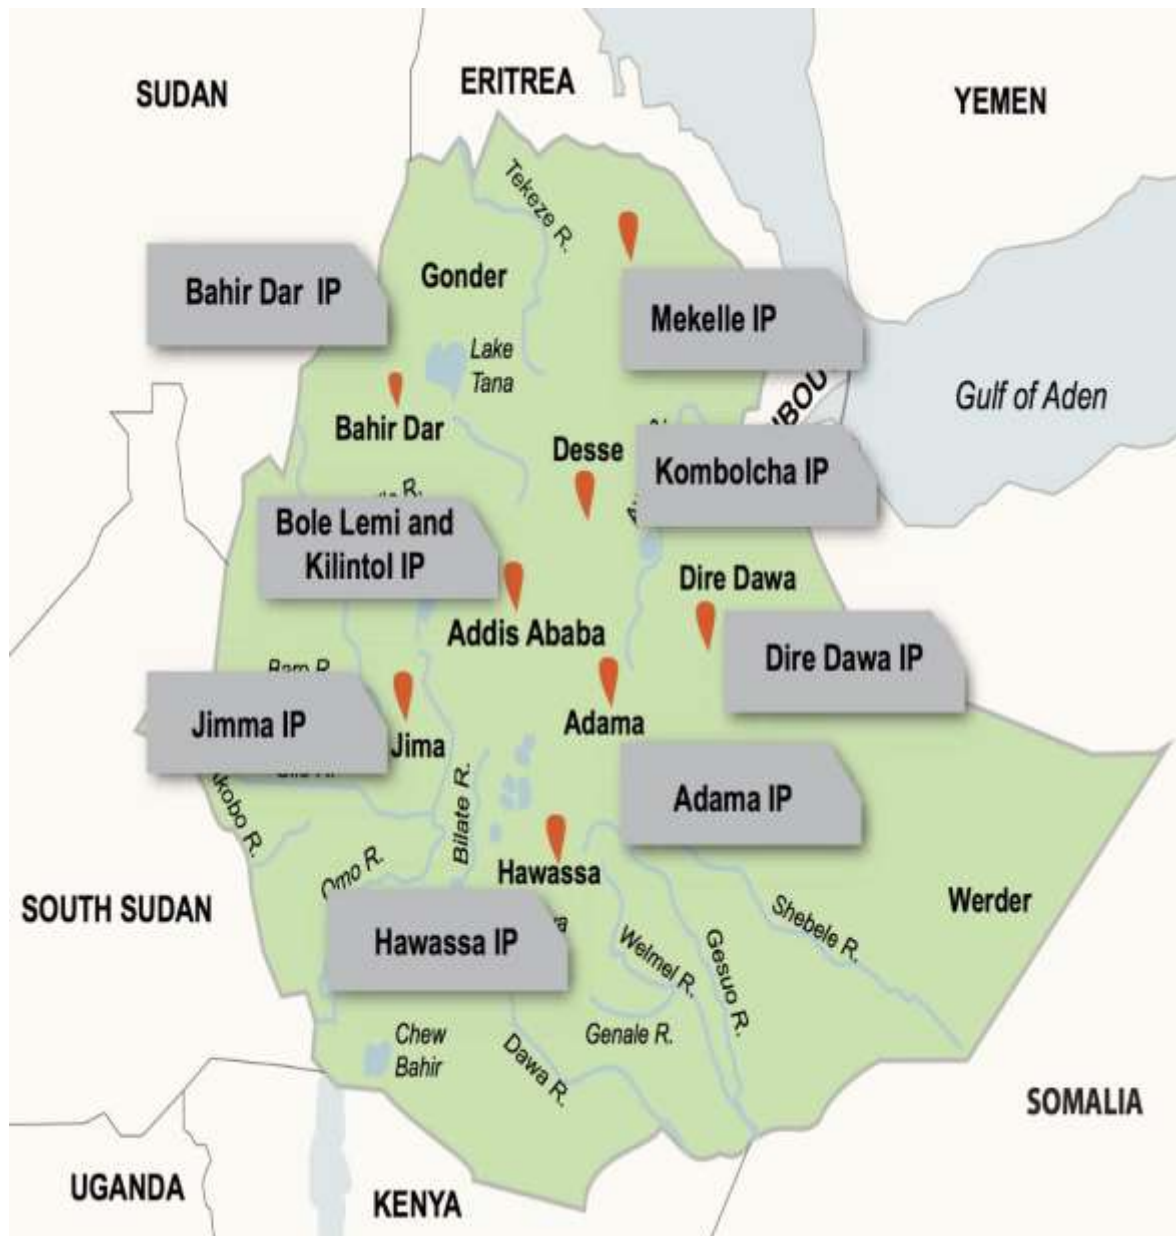 SUDAN
ERITREA
YEMEN
Tekeze R.
Gonder
Bahir Dar IP
Mekelle IP
Lake
Tana
Gulf of Aden
Bahir Dar
Desse
Kombolcha IP
R.
Bole Lemi and
Kilintol IP
Dire Dawa
Addis Ababa
Dire Dawa IP
Baro R.
Jimma IP
Adama
Jima
Adama IP
Bilate R.
R.
Omo R.
Hawassa
Werder
Shebele R.
SOUTH SUDAN
Hawassa IP
Welmel R.
Gesuo R.
Chew
Bahir
Genale R.
Dawa R.
SOMALIA
UGANDA
KENYA